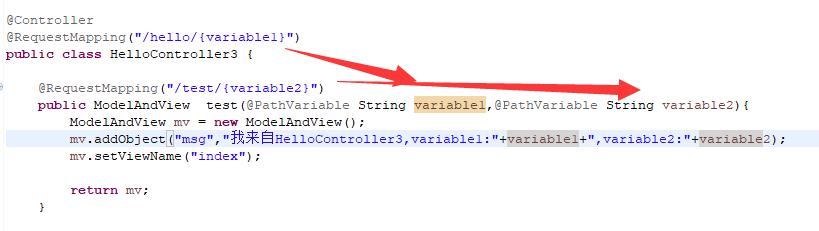 @Controller
@RequestMapping("/hello/{variable1}")
public class HelloController3 {
@RequestMapping("/test/{variable2}")
public ModelAndView  test(@PathVariable String variable1,@PathVariable String variable2){
ModelAndView mv = new ModelAndView();
mv.addObject("msg","我来自HelloController3,variable1:"+variable1+",variable2:"+variable2);
mv.setViewName("index");
return mv;
}